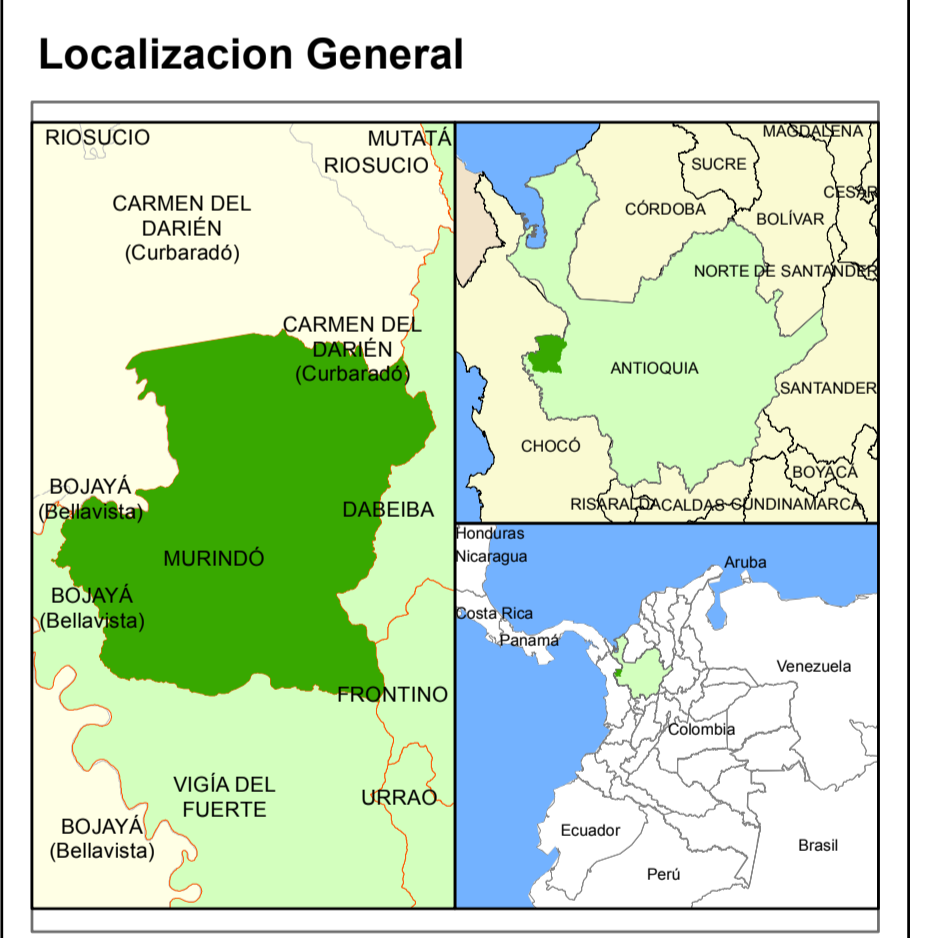 Localizacion General
RIOSUCIO
MUTATÁ
RIOSUCIO
CARMEN DEL
DARIÉN
(Curbaradó)
CARMEN DEL
DARIÉN
(Curbaradó)
BOJAYÁ
(Bellavista)
DABEIBA
MURINDÓ
BOJAYÁ
(Bellavista)
FRONTINO
VIGÍA DEL
FUERTE
URRAO
BOJAYÁ
(Bellavista)
MAGDALENA
SUCRE
CESAR
CÓRDOBA
BOLÍVAR
NORTE DE SANTANDER
ANTIOQUIA
SANTANDER
CHOCÓ
BOYACÁ
RISARALDA
CALDAS
CUNDINAMARCA
Honduras
Nicaragua
Aruba
Costa Rica
Panamá
Venezuela
Colombia
Ecuador
Brasil
Perú